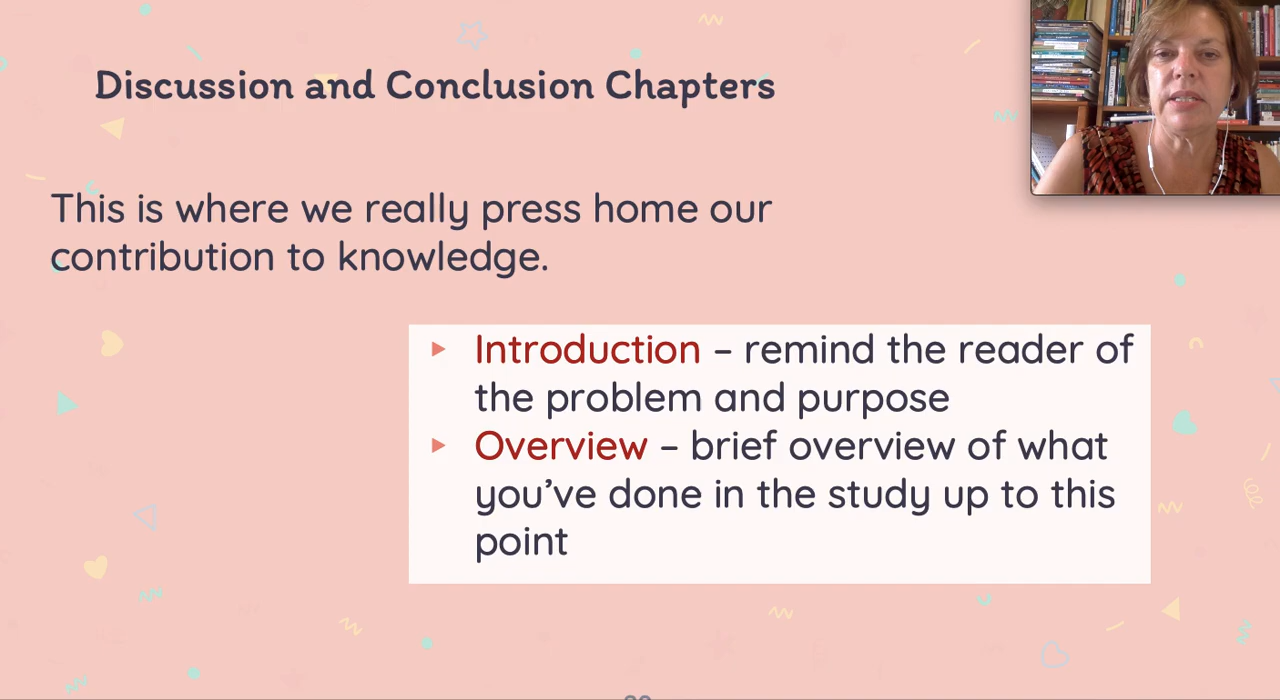 Discussion and Conclusion Chapters
This is where we really press home our
contribution to knowledge.
Introduction – remind the reader of
the problem and purpose
Overview – brief overview of what
you’ve done in the study up to this
point